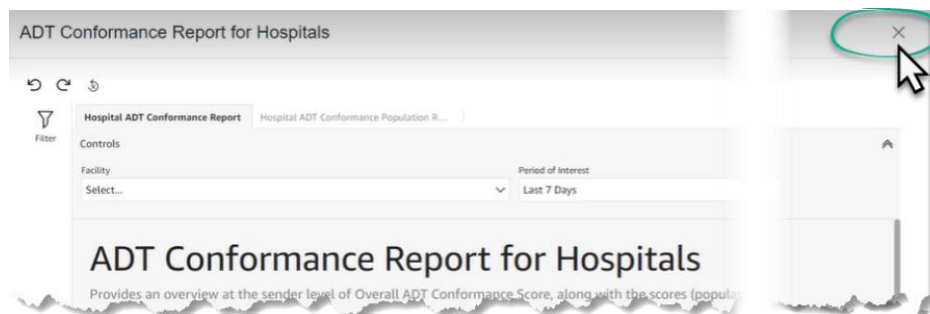 ADT Conformance Report for Hospitals
Filter
Hospital ADT Conformance Report Hospital ADT Conformance Population R...
Controls
Facility Period of Interest
Select... Last 7 Days
ADT Conformance Report for Hospitals
Provides an overview at the sender level of Overall ADT Conformance Score, along with the scores